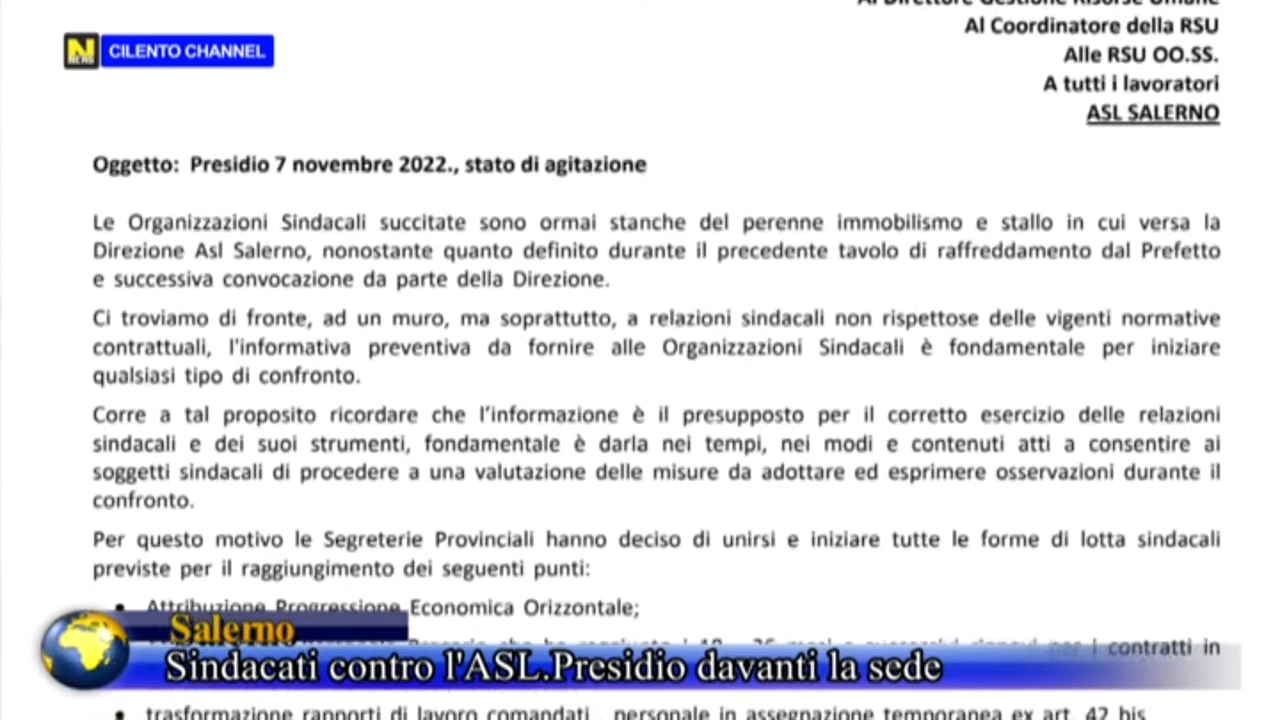 Al Direttore Gestione Risorse Umane
Al Coordinatore della RSU
N
NEWS
CILENTO CHANNEL
Alle RSU OO.SS.
A tutti i lavoratori
ASL SALERNO
Oggetto: Presidio 7 novembre 2022., stato di agitazione
Le Organizzazioni Sindacali succitate sono ormai stanche del perenne immobilismo e stallo in cui versa la
Direzione Asl Salerno, nonostante quanto definito durante il precedente tavolo di raffreddamento dal Prefetto
e successiva convocazione da parte della Direzione.
Ci troviamo di fronte, ad un muro, ma soprattutto, a relazioni sindacali non rispettose delle vigenti normative
contrattuali, l'informativa preventiva da fornire alle Organizzazioni Sindacali è fondamentale per iniziare
qualsiasi tipo di confronto.
Corre a tal proposito ricordare che l’informazione è il presupposto per il corretto esercizio delle relazioni
sindacali e dei suoi strumenti, fondamentale è darla nei tempi, nei modi e contenuti atti a consentire ai
soggetti sindacali di procedere a una valutazione delle misure da adottare ed esprimere osservazioni durante il
confronto.
Per questo motivo le Segreterie Provinciali hanno deciso di unirsi e iniziare tutte le forme di lotta sindacali
previste per il raggiungimento dei seguenti punti:
• Attribuzione Progressione Economica Orizzontale;
Salerno
per i contratti in
Sindacati contro l'ASL.Presidio davanti la sede
• trasformazione rapporti di lavoro comandati , personale in assegnazione temporanea ex art. 42 bis